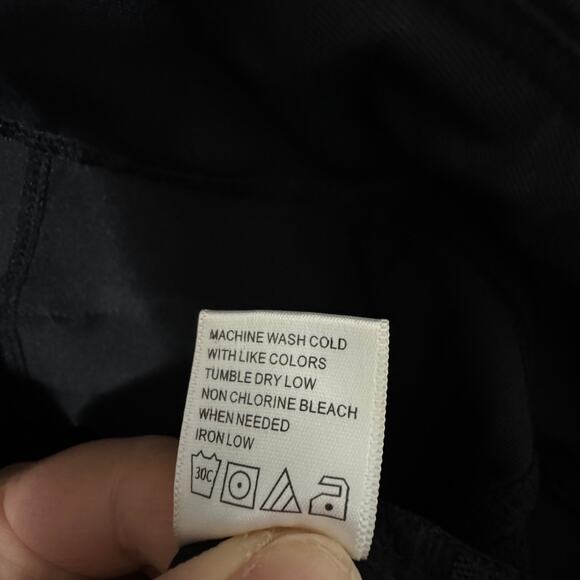 MACHINE WASH COLD
WITH LIKE COLORS
TUMBLE DRY LOW
NON CHLORINE BLEACH
WHEN NEEDED
IRON LOW
30C